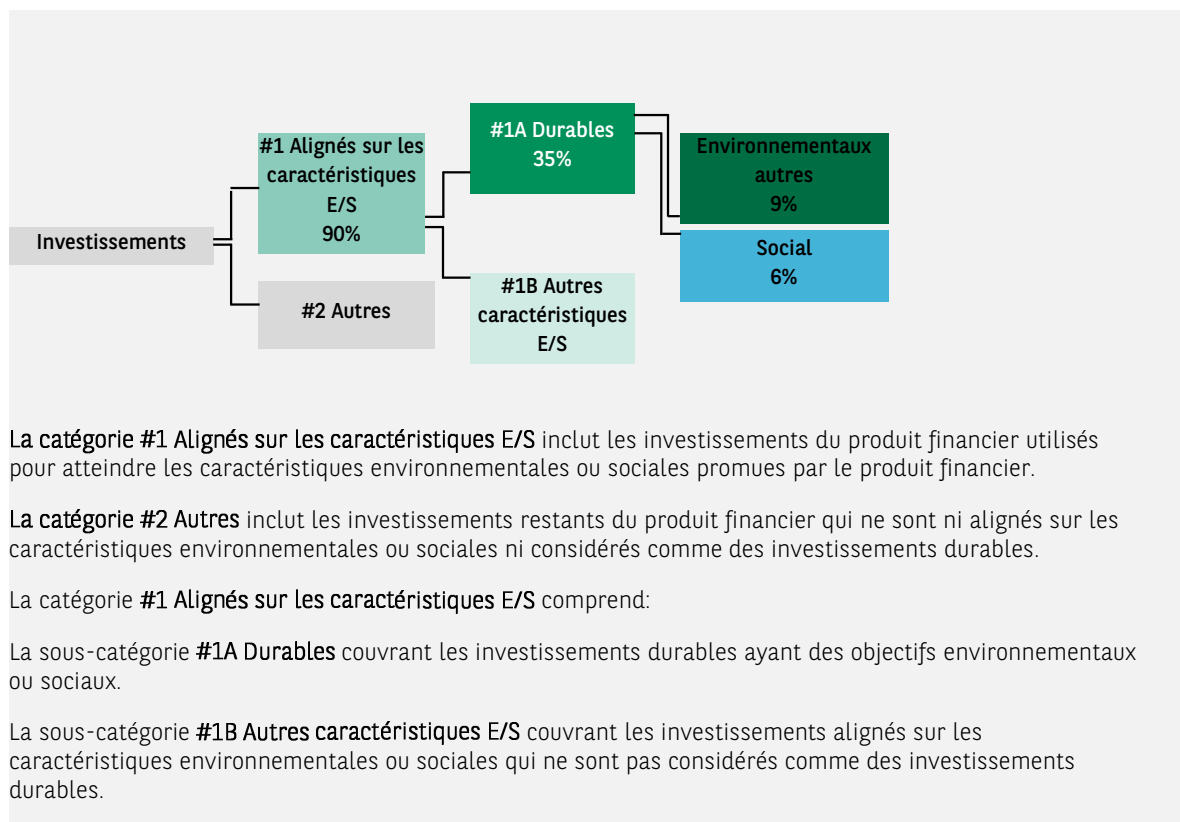 Investissements
#1 Alignés sur les
caractéristiques
E/S
90%
#2 Autres
#1A Durables
35%
#1B Autres
caractéristiques
E/S
Environnementaux
autres
9%
Social
6%
La catégorie #1 Alignés sur les caractéristiques E/S inclut les investissements du produit financier utilisés
pour atteindre les caractéristiques environnementales ou sociales promues par le produit financier.
La catégorie #2 Autres inclut les investissements restants du produit financier qui ne sont ni alignés sur les
caractéristiques environnementales ou sociales ni considérés comme des investissements durables.
La catégorie #1 Alignés sur les caractéristiques E/S comprend:
La sous-catégorie #1A Durables couvrant les investissements durables ayant des objectifs environnementaux
ou sociaux.
La sous-catégorie #1B Autres caractéristiques E/S couvrant les investissements alignés sur les
caractéristiques environnementales ou sociales qui ne sont pas considérés comme des investissements
durables.